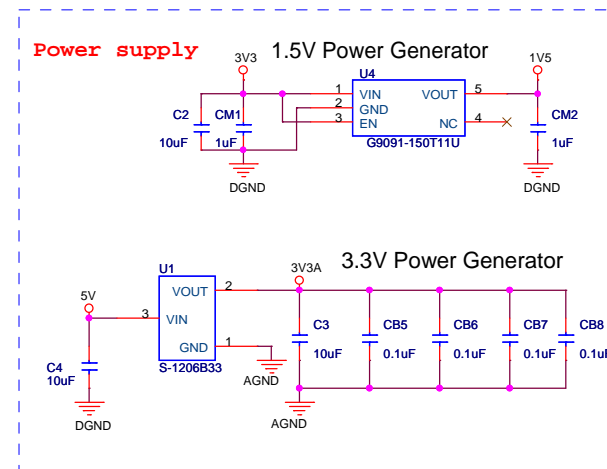 Power supply
1.5V Power Generator
3V3
1V5
U4
1 VIN VOUT 5
2 GND
3 EN NC 4
G9091-150T11U
C2
10uF
CM1
1uF
CM2
1uF
DGND
DGND
3.3V Power Generator
U1
3V3A
5V
VOUT 2
3 VIN
GND 1
S-1206B33
C4
10uF
DGND
AGND
C3
10uF
CB5
0.1uF
CB6
0.1uF
CB7
0.1uF
CB8
0.1uF
AGND